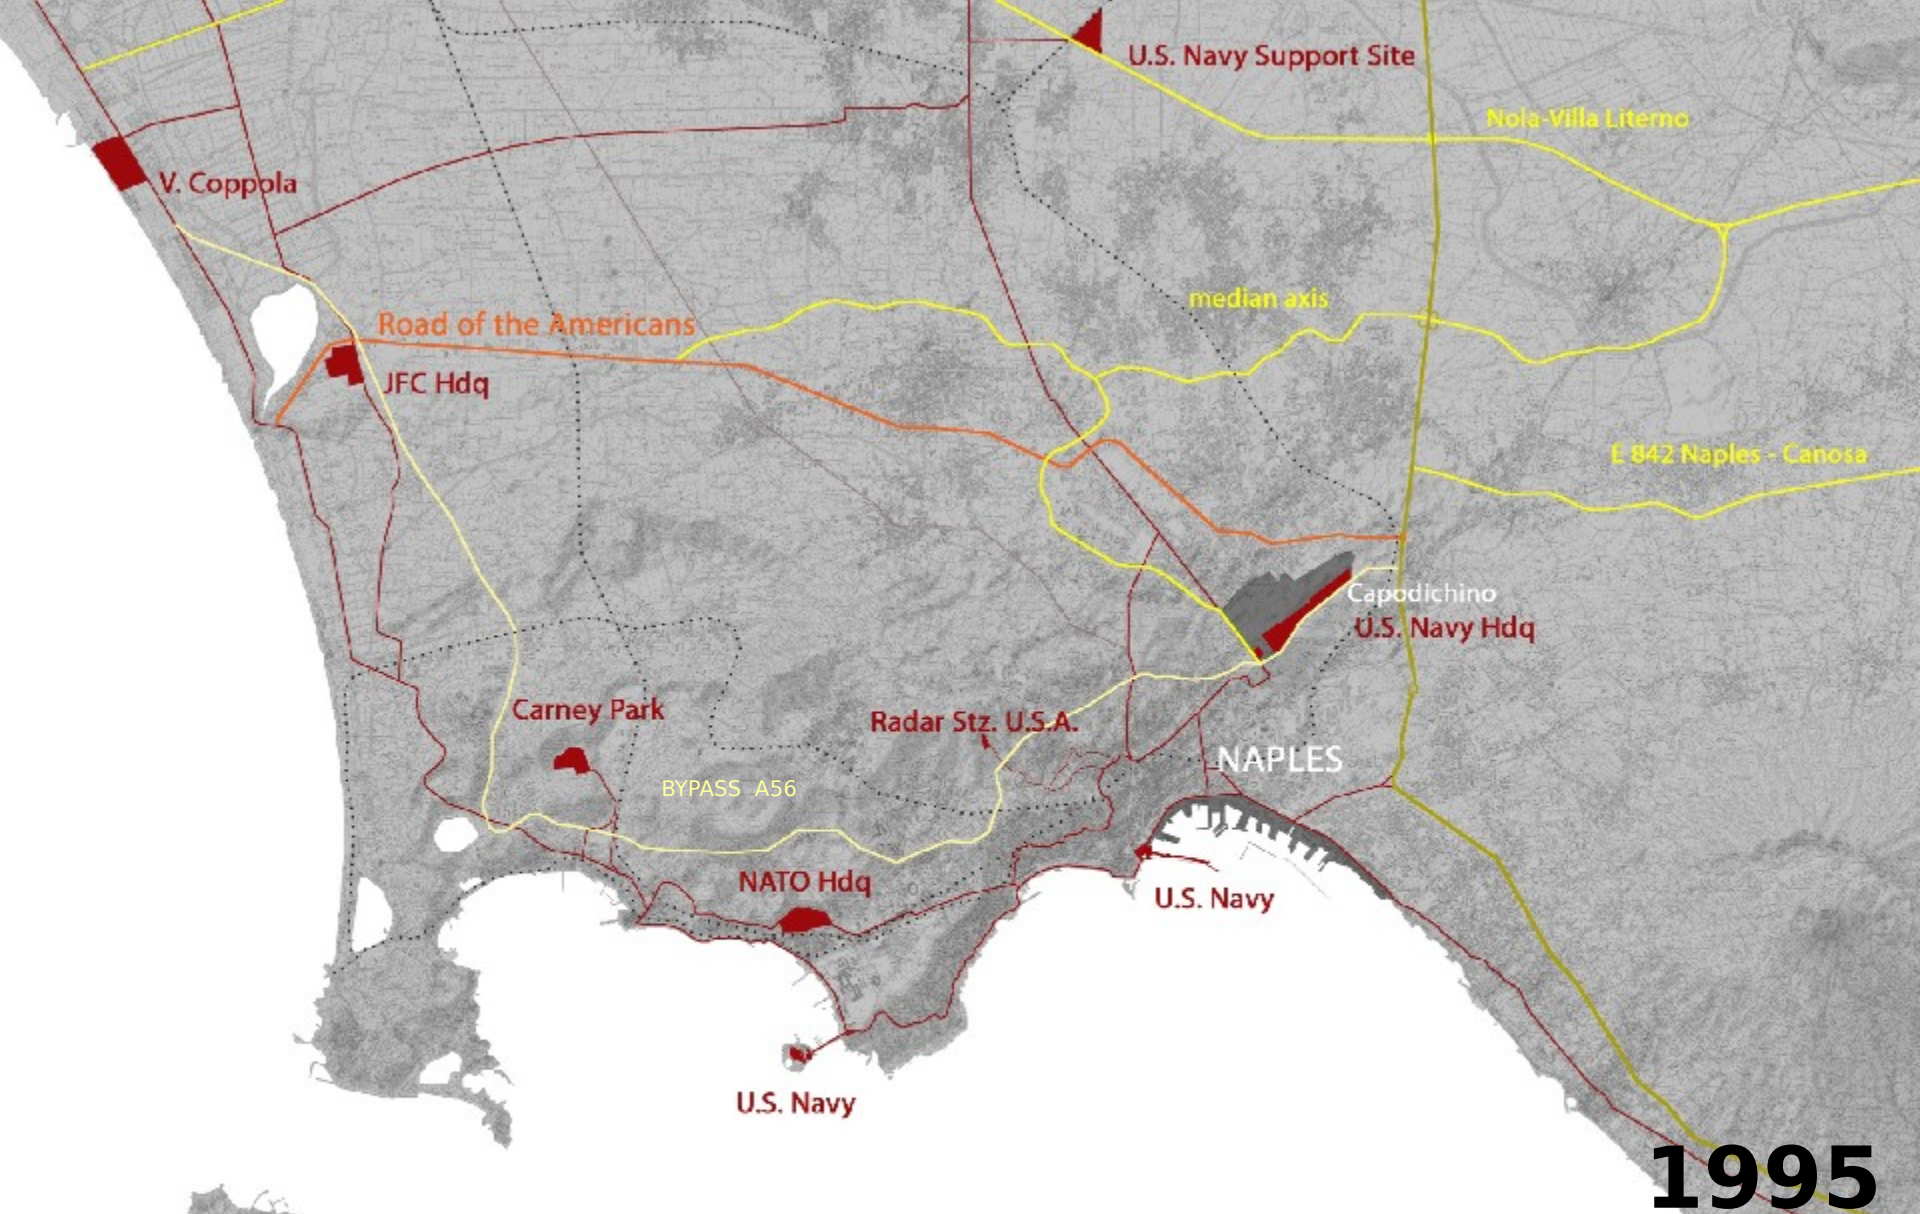 U.S. Navy Support Site
Nola-Villa Literno
V. Coppola
median axis
Road of the Americans
JFC Hdq
E 842 Naples - Canosa
Capodichino
U.S. Navy Hdq
Carney Park
Radar Stz. U.S.A.
NAPLES
BYPASS A56
NATO Hdq
U.S. Navy
U.S. Navy
1995